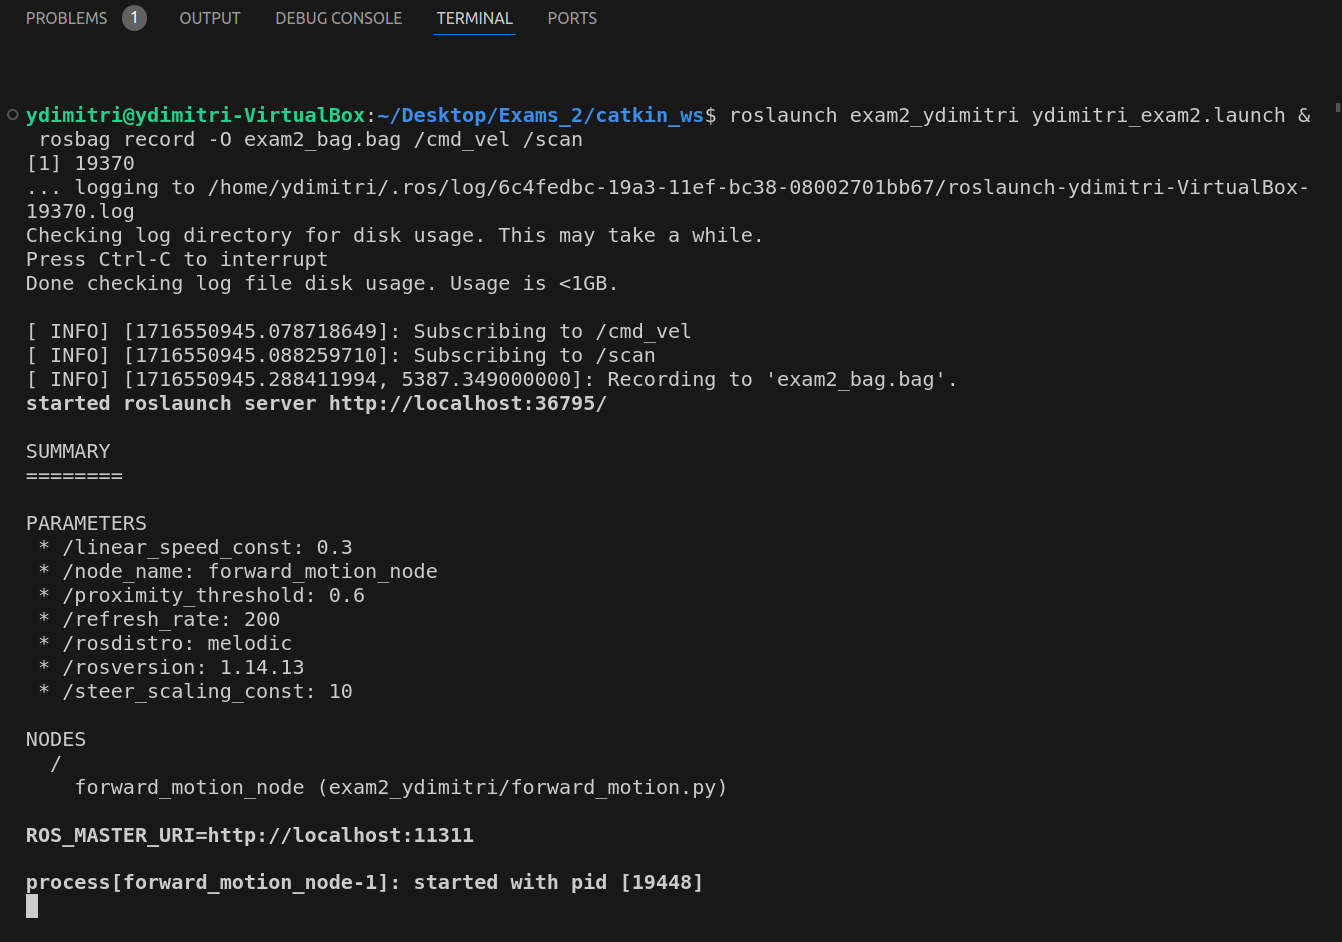 PROBLEMS 1 OUTPUT DEBUG CONSOLE TERMINAL PORTS
ydimitri@ydimitri-VirtualBox:~/Desktop/Exams_2/catkin_ws$ roslaunch exam2_ydimitri ydimitri_exam2.launch &
 rosbag record -O exam2_bag.bag /cmd_vel /scan
[1] 19370
... logging to /home/ydimitri/.ros/log/6c4fedbc-19a3-11ef-bc38-08002701bb67/roslaunch-ydimitri-VirtualBox-
19370.log
Checking log directory for disk usage. This may take a while.
Press Ctrl-C to interrupt
Done checking log file disk usage. Usage is <1GB.
[ INFO] [1716550945.078718649]: Subscribing to /cmd_vel
[ INFO] [1716550945.088259710]: Subscribing to /scan
[ INFO] [1716550945.288411994, 5387.349000000]: Recording to 'exam2_bag.bag'.
started roslaunch server http://localhost:36795/
SUMMARY
========
PARAMETERS
 * /linear_speed_const: 0.3
 * /node_name: forward_motion_node
 * /proximity_threshold: 0.6
 * /refresh_rate: 200
 * /rosdistro: melodic
 * /rosversion: 1.14.13
 * /steer_scaling_const: 10
NODES
  /
    forward_motion_node (exam2_ydimitri/forward_motion.py)
ROS_MASTER_URI=http://localhost:11311
process[forward_motion_node-1]: started with pid [19448]